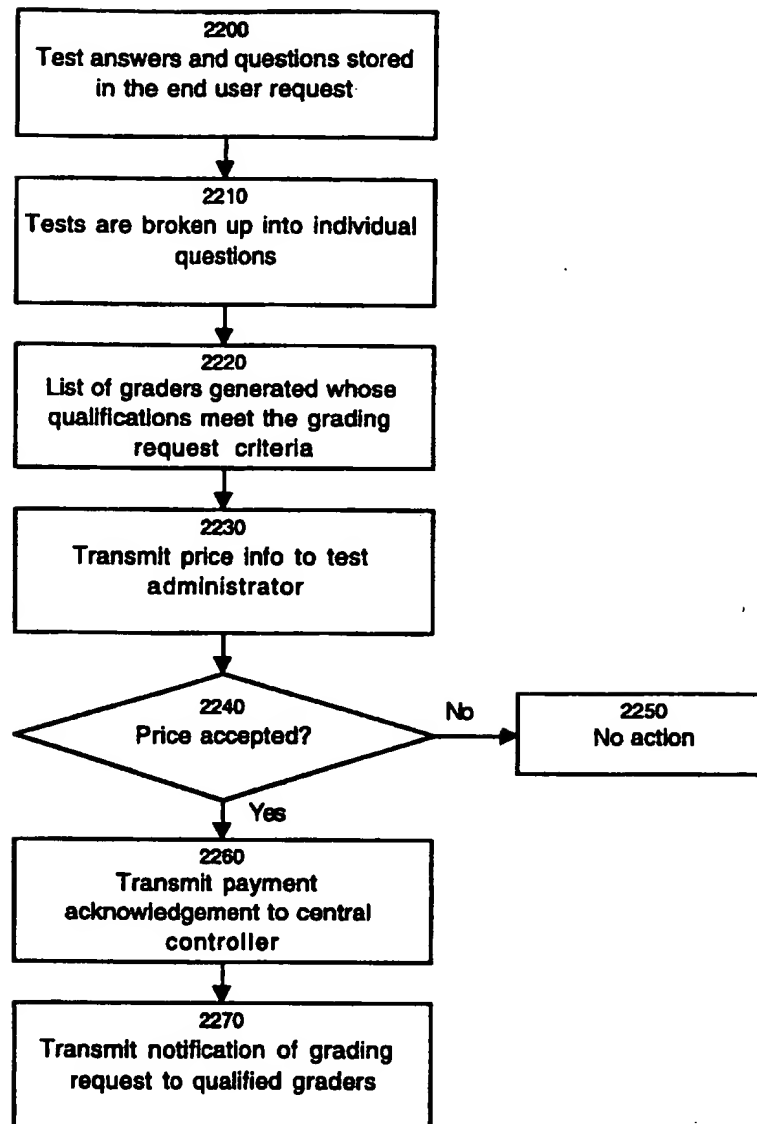 2200
Test answers and questions stored
in the end user request
2210
Tests are broken up into individual
questions
2220
List of graders generated whose
qualifications meet the grading
request criteria
2230
Transmit price info to test
administrator
2240
Price accepted?
No
2250
No action
Yes
2260
Transmit payment
acknowledgement to central
controller
2270
Transmit notification of grading
request to qualified graders